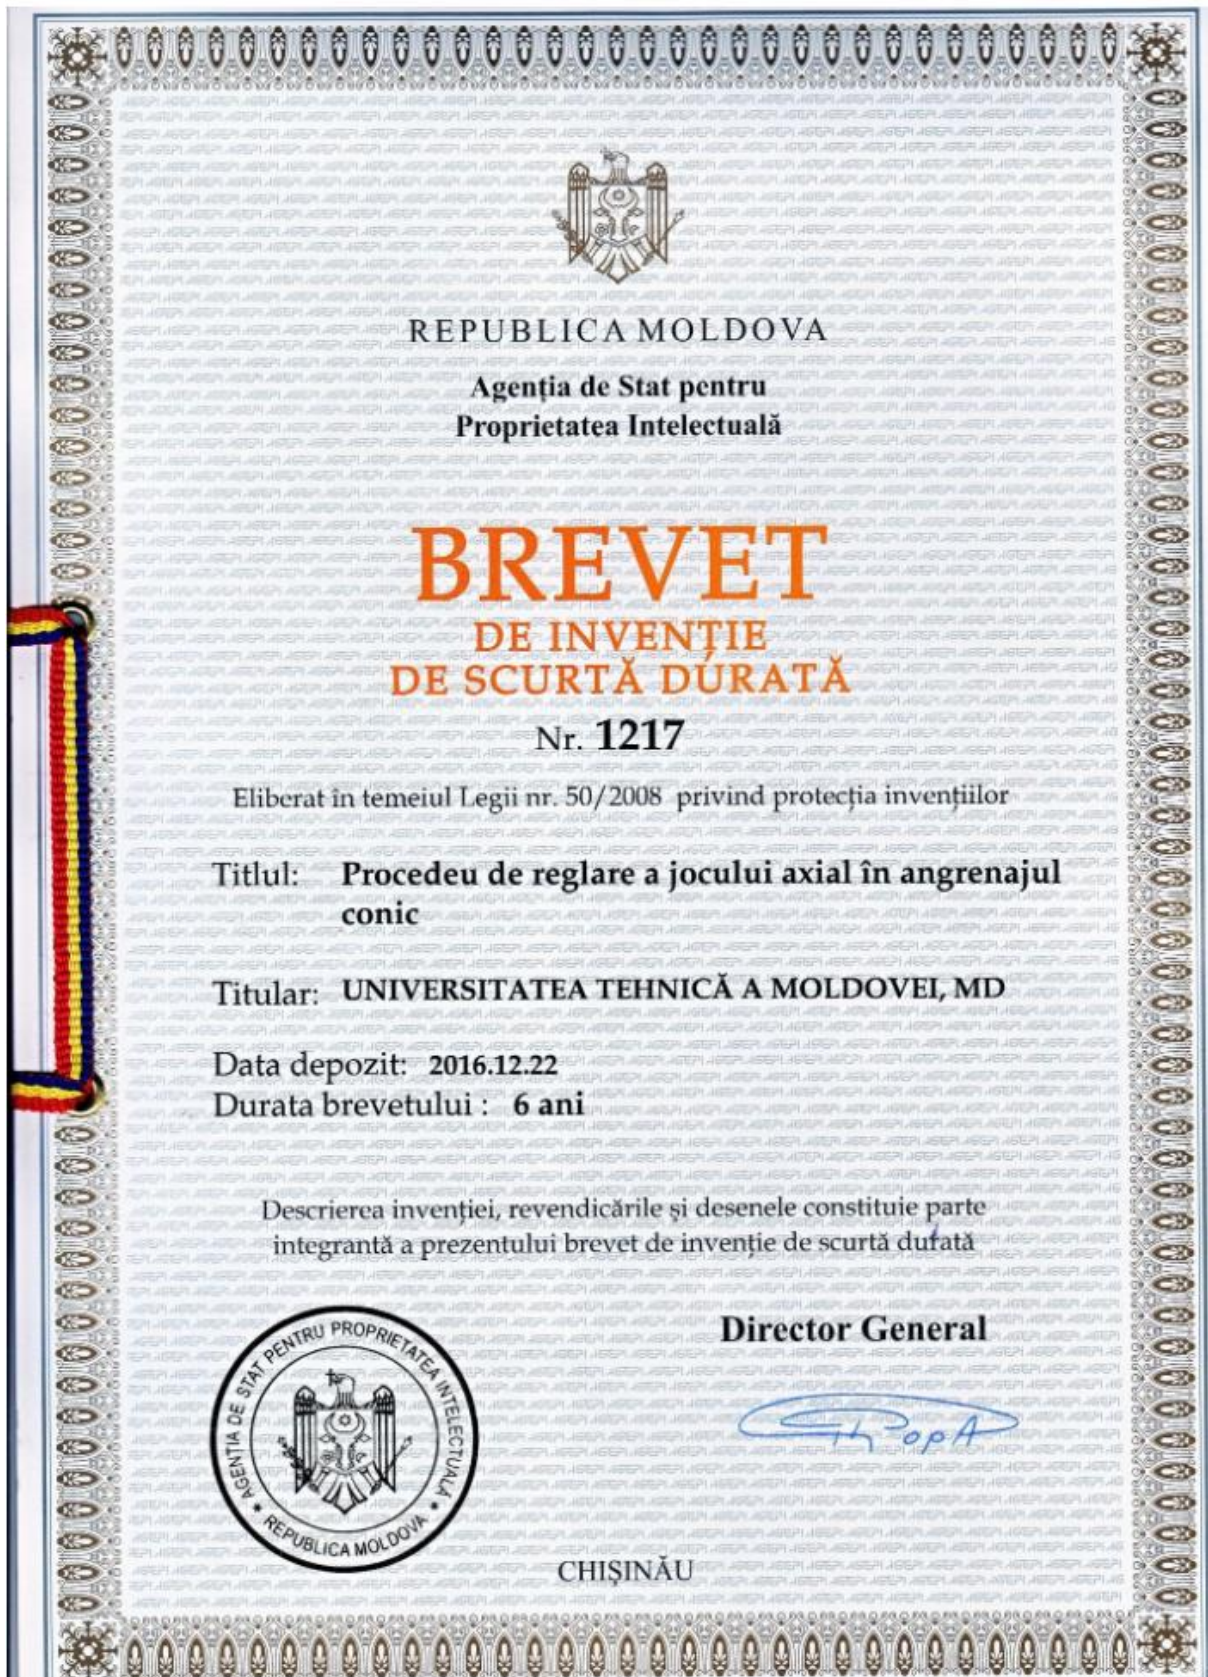 REPUBLICA MOLDOVA
Agenția de Stat pentru
Proprietatea Intelectuală
BREVET
DE INVENȚIE
DE SCURTĂ DURATĂ
Nr. 1217
Eliberat în temeiul Legii nr. 50/2008 privind protecția invențiilor
Titlul: Procedeu de reglare a jocului axial în angrenajul
conic
Titular: UNIVERSITATEA TEHNICĂ A MOLDOVEI, MD
Data depozit: 2016.12.22
Durata brevetului : 6 ani
Descrierea invenției, revendicările și desenele constituie parte
integrantă a prezentului brevet de invenție de scurtă durată
Director General
AGENȚIA DE STAT PENTRU PROPRIETATEA INTELECTUALĂ
REPUBLICA MOLDOVA
CHIȘINĂU